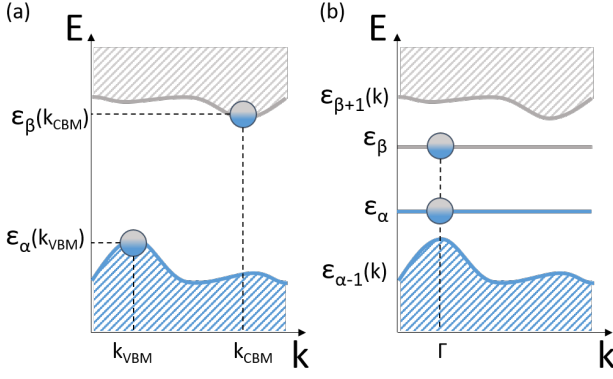 (a)
E
εβ(kCBM)
εα(kVBM)
kVBM
kCBM
k
(b)
E
εβ+1(k)
εβ
εα
εα-1(k)
Γ
k